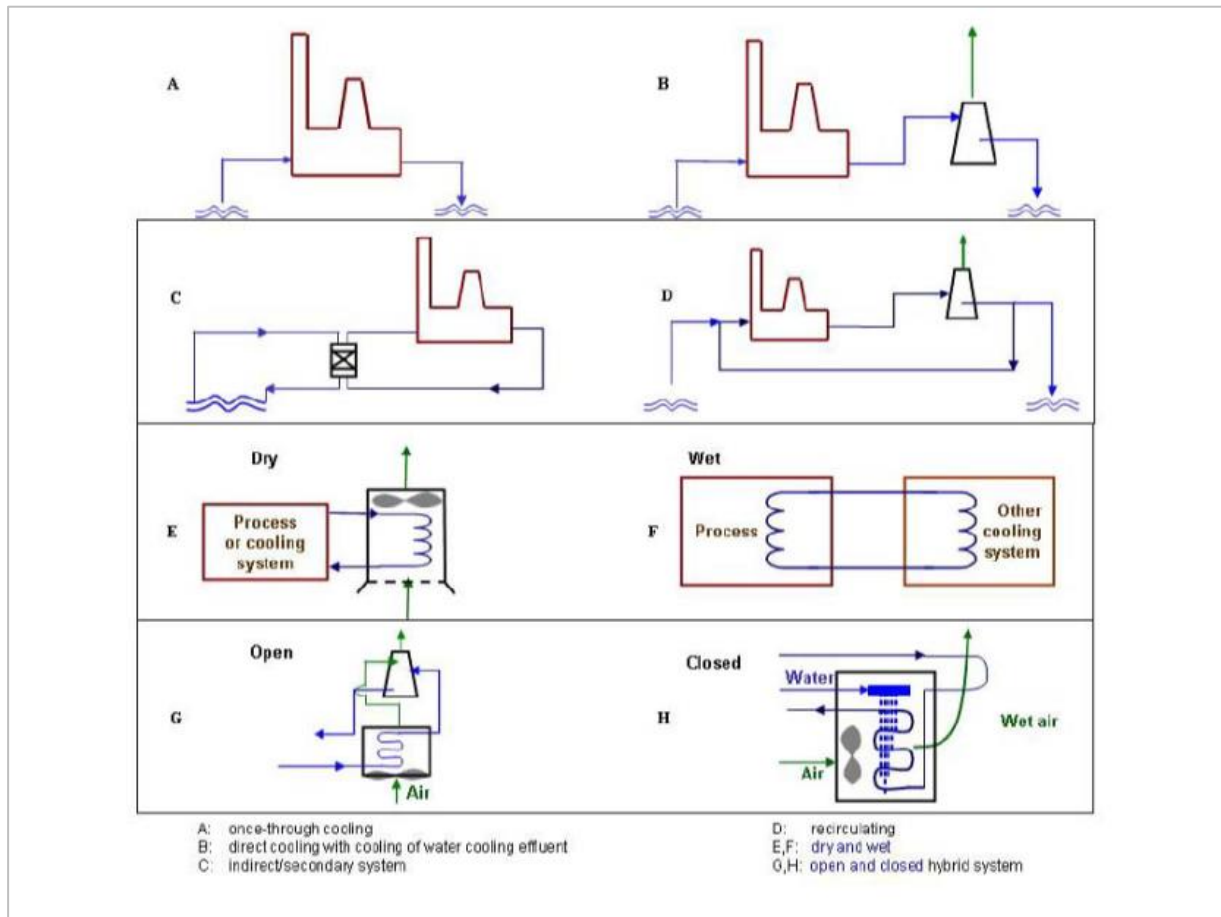 A
B
C
D
Dry
Wet
E
Process
or cooling
system
F
Process
Other
cooling
system
Open
Closed
G
Air
H
Water
Air
Wet air
A: once-through cooling
B: direct cooling with cooling of water cooling effluent
C: indirect/secondary system
D: recirculating
E,F: dry and wet
G,H: open and closed hybrid system